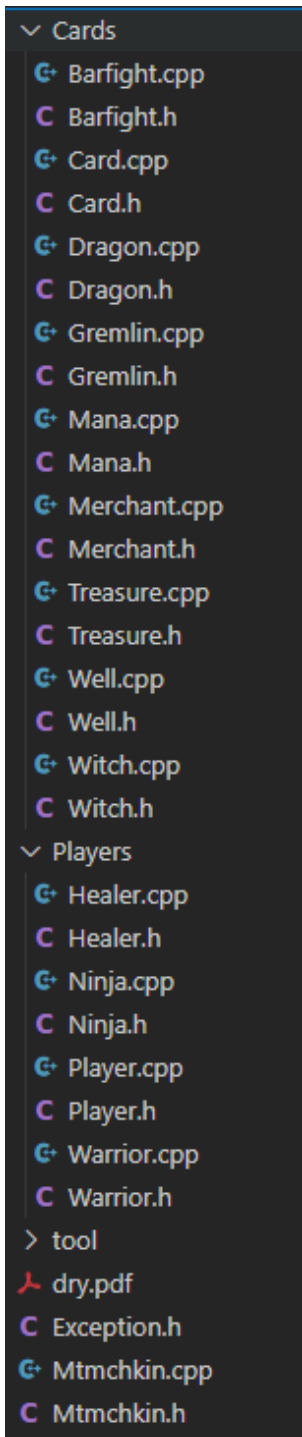 Cards
Barfight.cpp
C Barfight.h
Card.cpp
C Card.h
Dragon.cpp
C Dragon.h
Gremlin.cpp
C Gremlin.h
Mana.cpp
C Mana.h
Merchant.cpp
C Merchant.h
Treasure.cpp
C Treasure.h
Well.cpp
C Well.h
Witch.cpp
C Witch.h
Players
Healer.cpp
C Healer.h
Ninja.cpp
C Ninja.h
Player.cpp
C Player.h
Warrior.cpp
C Warrior.h
tool
dry.pdf
C Exception.h
Mtmchkin.cpp
C Mtmchkin.h